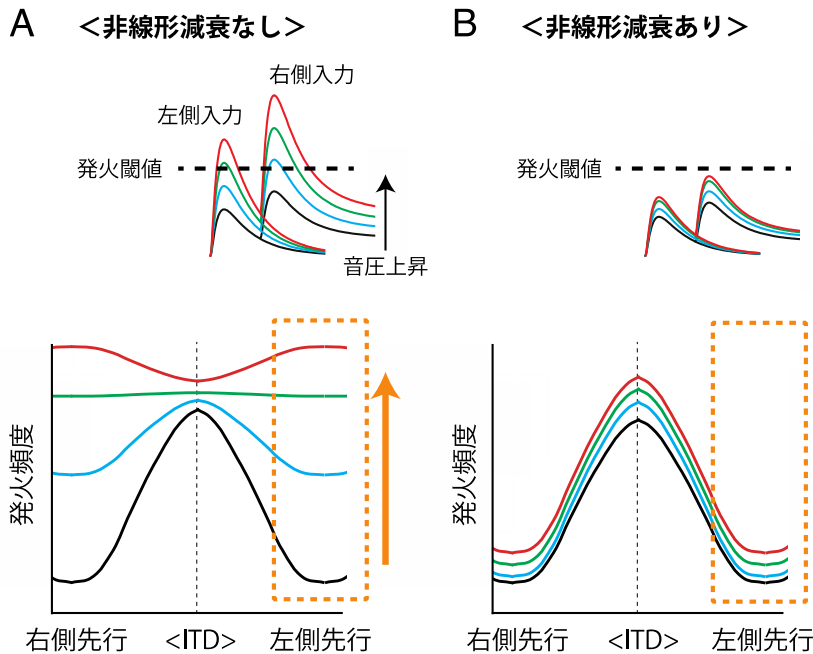 A <非線形減衰なし>
右側入力
左側入力
発火閾値
音圧上昇
発火頻度
右側先行 <ITD> 左側先行
B <非線形減衰あり>
発火閾値
発火頻度
右側先行 <ITD> 左側先行